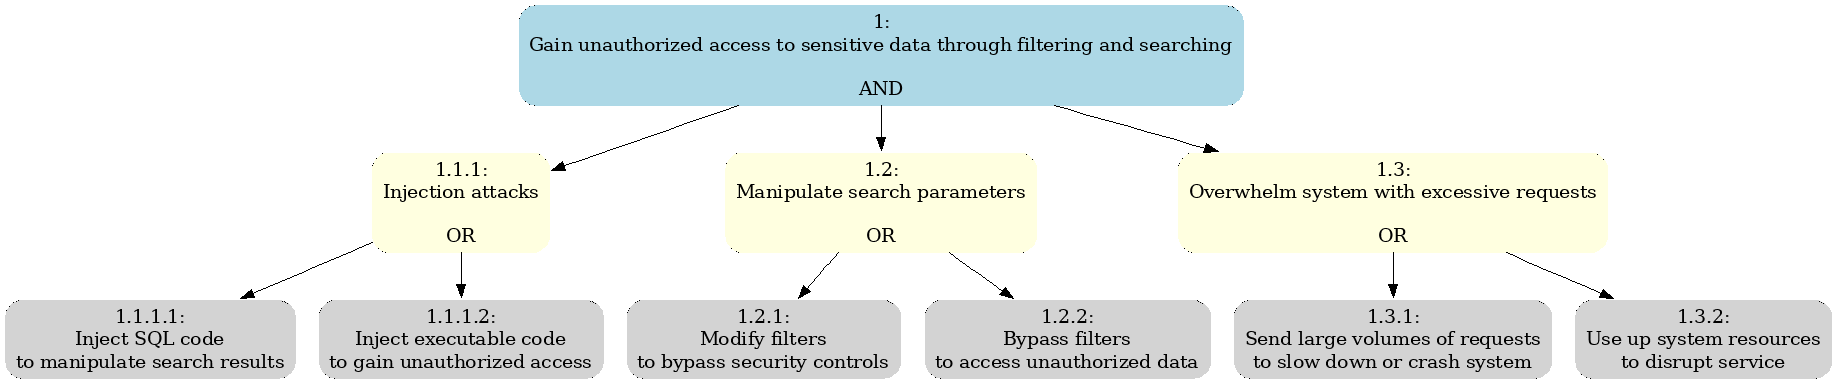 1:
Gain unauthorized access to sensitive data through filtering and searching
AND
1.1.1:
Injection attacks
OR
1.2:
Manipulate search parameters
OR
1.3:
Overwhelm system with excessive requests
OR
1.1.1.1:
Inject SQL code
to manipulate search results
1.1.1.2:
Inject executable code
to gain unauthorized access
1.2.1:
Modify filters
to bypass security controls
1.2.2:
Bypass filters
to access unauthorized data
1.3.1:
Send large volumes of requests
to slow down or crash system
1.3.2:
Use up system resources
to disrupt service